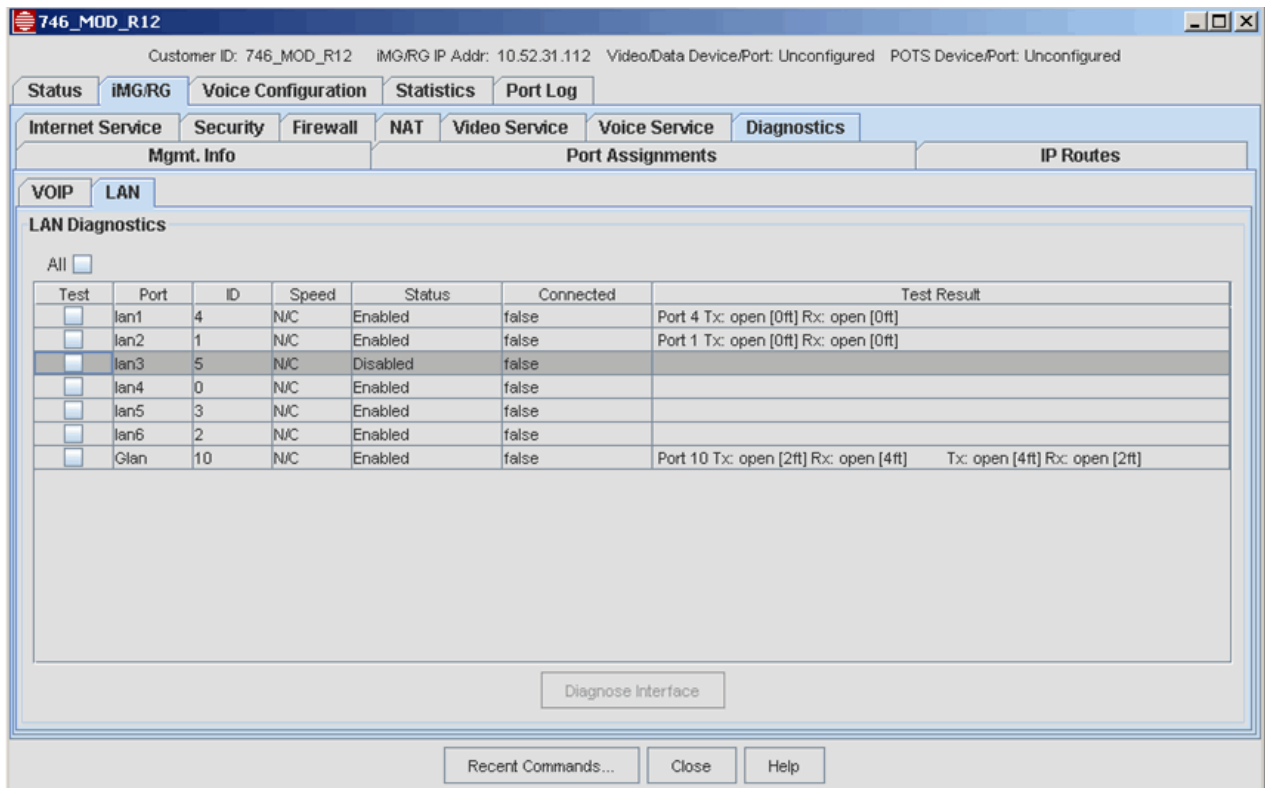 746_MOD_R12
Customer ID: 746_MOD_R12 iMG/RG IP Addr: 10.52.31.112 Video/Data Device/Port: Unconfigured POTS Device/Port: Unconfigured
Status iMG/RG Voice Configuration Statistics Port Log
Internet Service Security Firewall NAT Video Service Voice Service Diagnostics
Mgmt. Info Port Assignments IP Routes
VOIP LAN
LAN Diagnostics
All
Test Port ID Speed Status Connected Test Result
lan1 4 N/C Enabled false Port 4 Tx: open [0ft] Rx: open [0ft]
lan2 1 N/C Enabled false Port 1 Tx: open [0ft] Rx: open [0ft]
lan3 5 N/C Disabled false
lan4 0 N/C Enabled false
lan5 3 N/C Enabled false
lan6 2 N/C Enabled false
Glan 10 N/C Enabled false Port 10 Tx: open [2ft] Rx: open [4ft] Tx: open [4ft] Rx: open [2ft]
Diagnose Interface
Recent Commands... Close Help